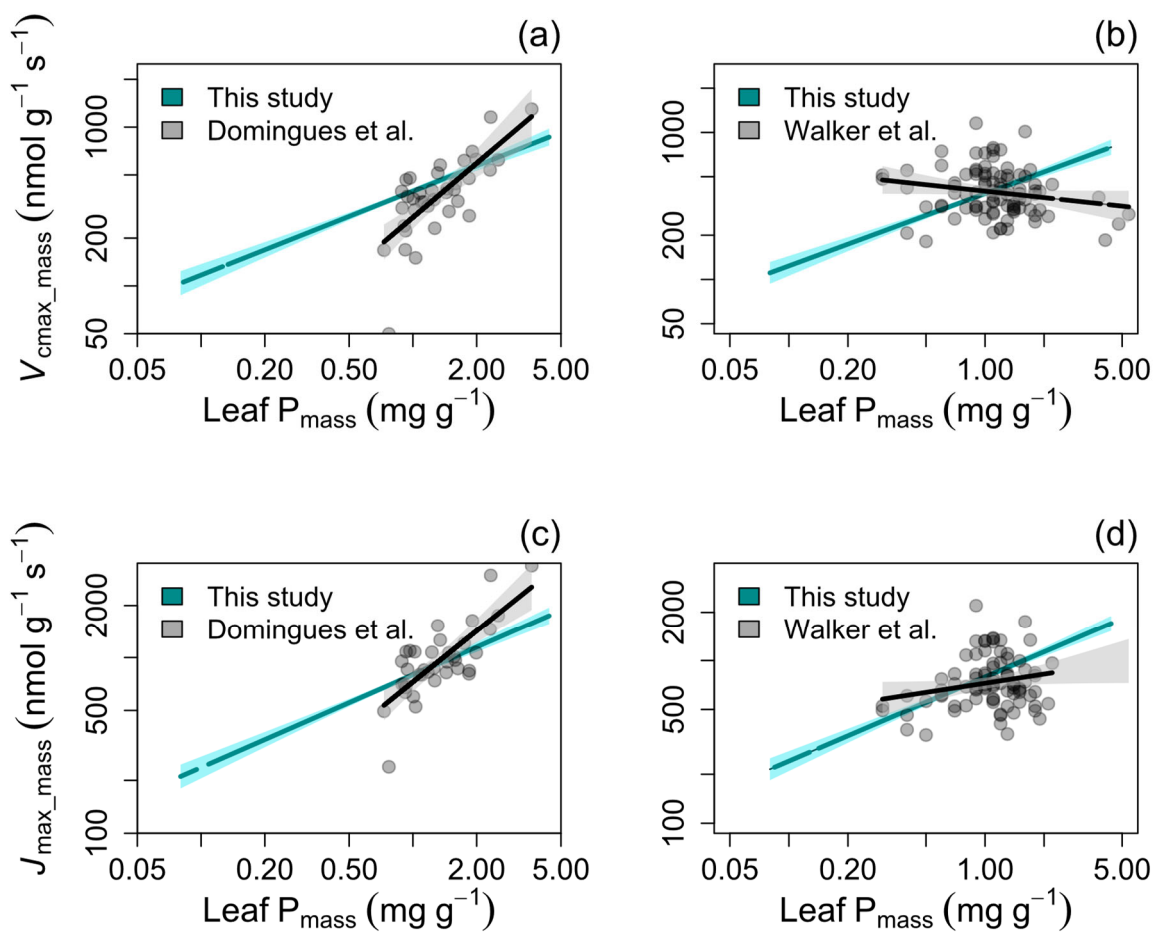 (a)
V cmax_mass (nmol g−1 s−1)
1000
200
50
This study
Domingues et al.
0.05 0.20 0.50 2.00 5.00
Leaf Pmass (mg g−1)
(b)
1000
200
50
This study
Walker et al.
0.05 0.20 1.00 5.00
Leaf Pmass (mg g−1)
(c)
J max_mass (nmol g−1 s−1)
2000
500
100
This study
Domingues et al.
0.05 0.20 0.50 2.00 5.00
Leaf Pmass (mg g−1)
(d)
2000
500
100
This study
Walker et al.
0.05 0.20 1.00 5.00
Leaf Pmass (mg g−1)